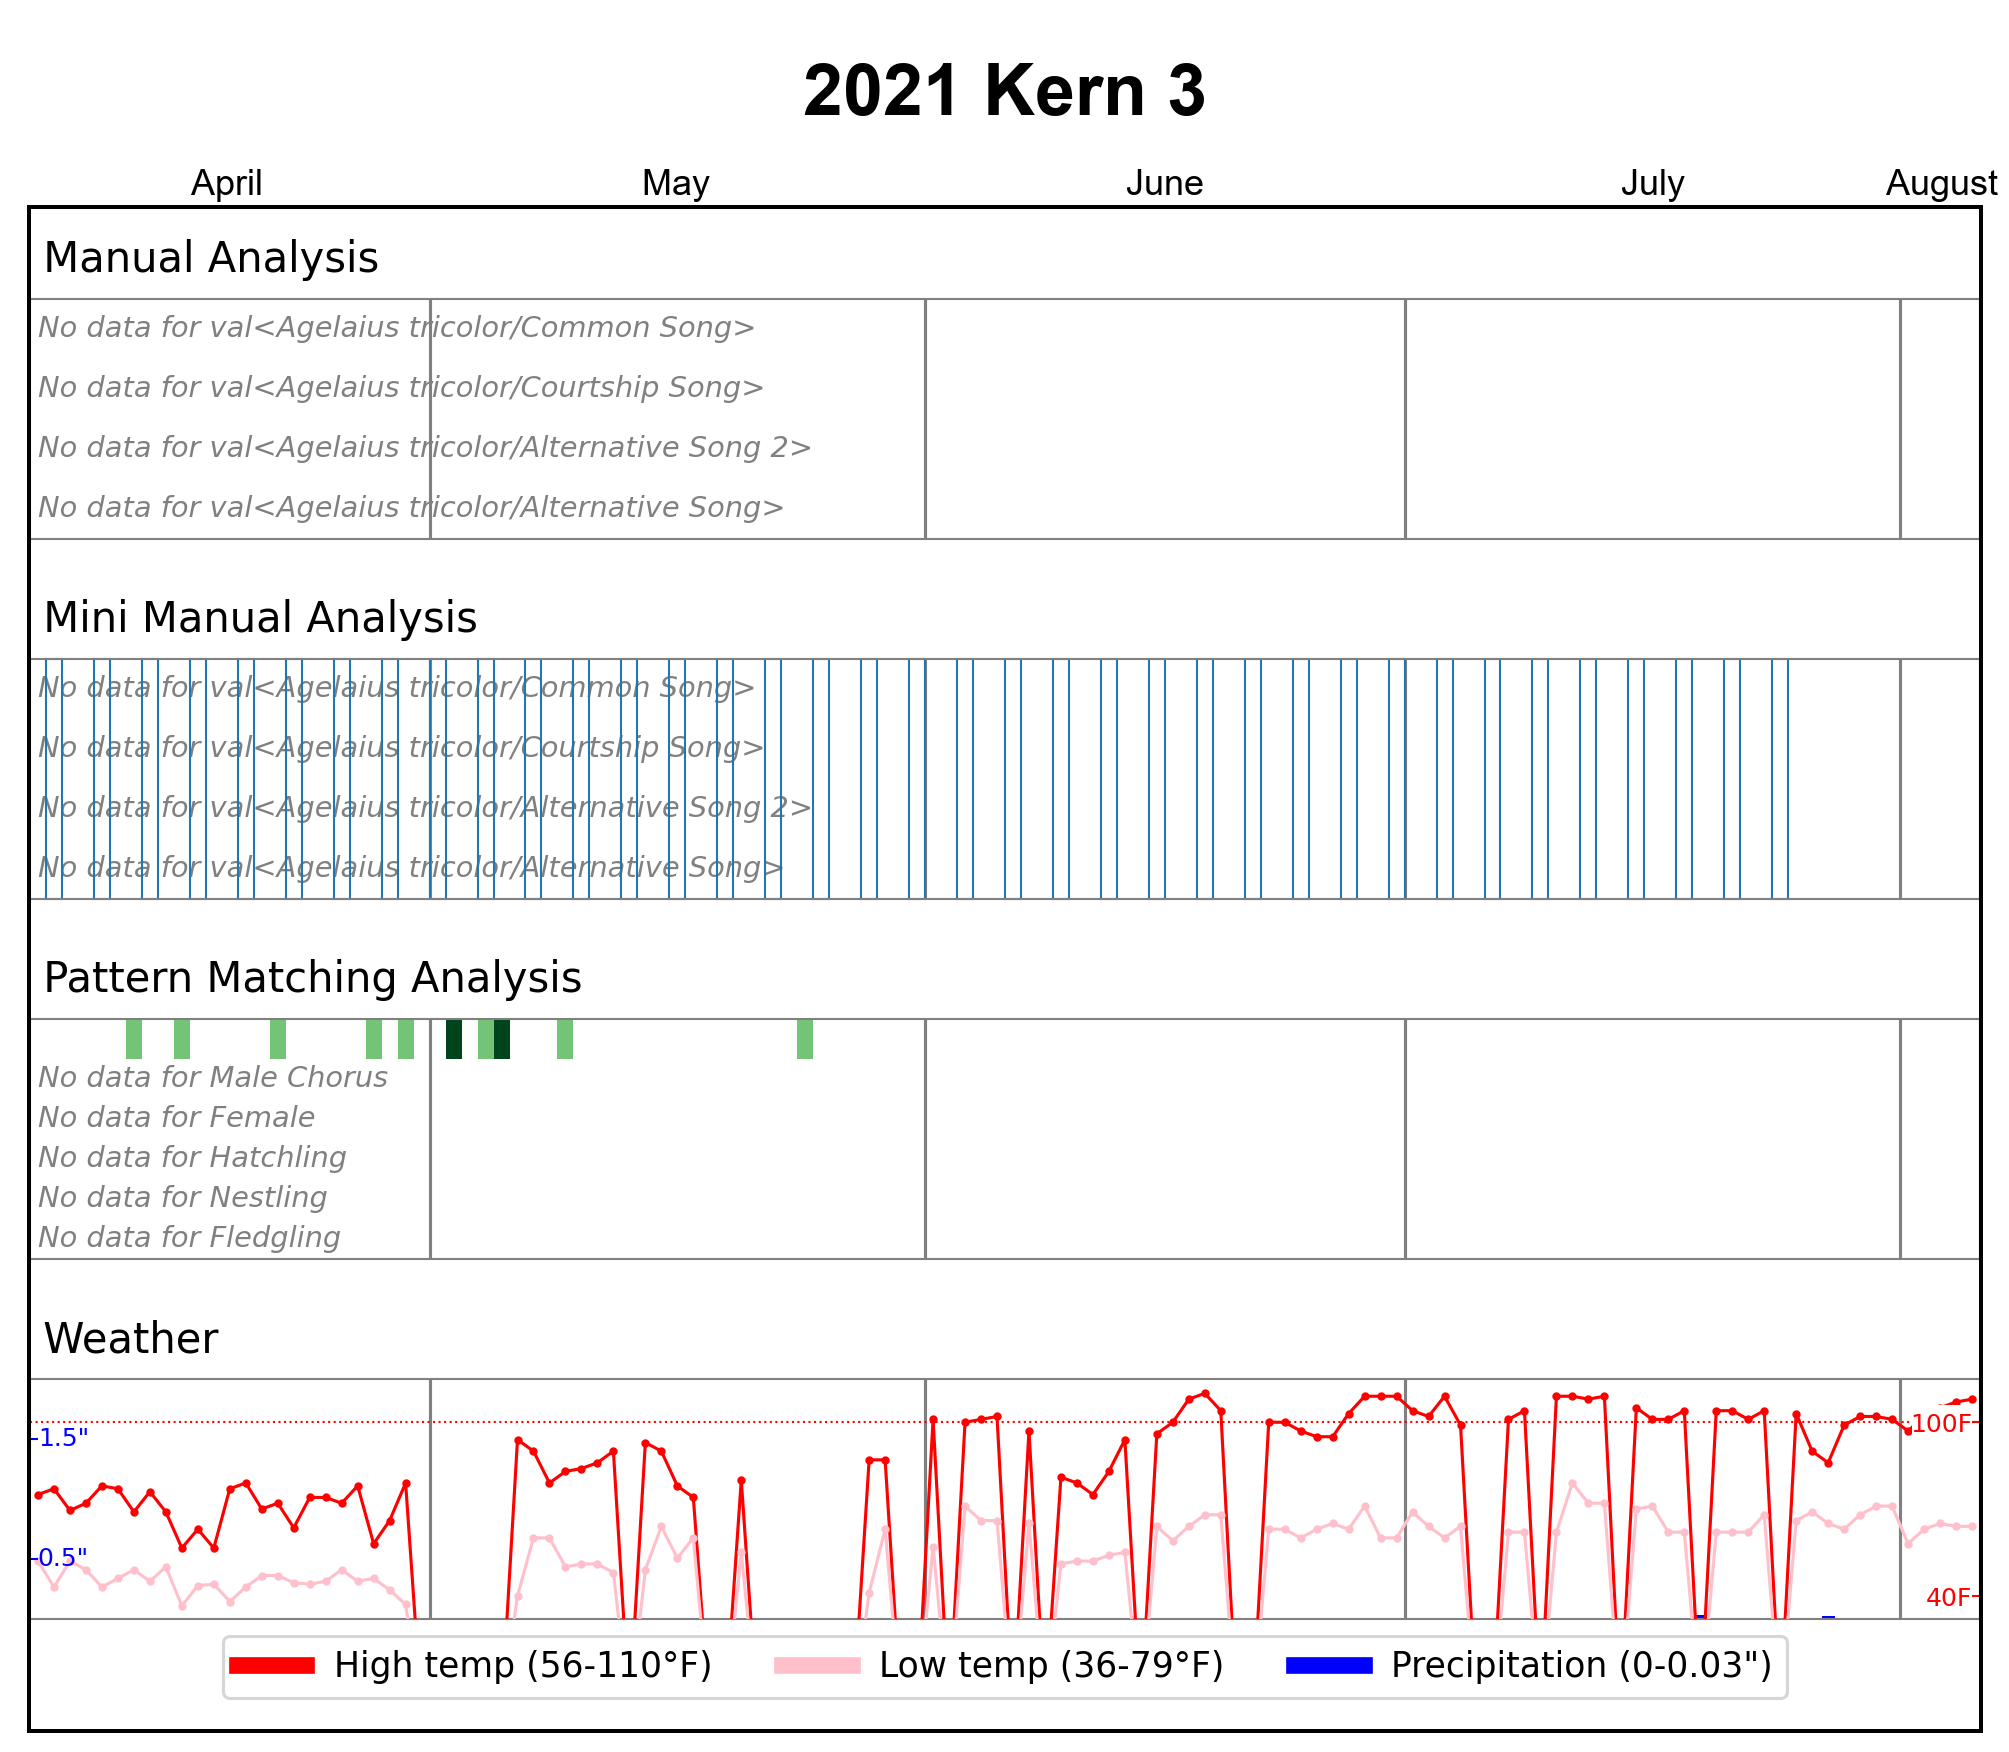 2021 Kern 3
April May June July August
Manual Analysis
No data for val<Agelaius tricolor/Common Song>
No data for val<Agelaius tricolor/Courtship Song>
No data for val<Agelaius tricolor/Alternative Song 2>
No data for val<Agelaius tricolor/Alternative Song>
Mini Manual Analysis
No data for val<Agelaius tricolor/Common Song>
No data for val<Agelaius tricolor/Courtship Song>
No data for val<Agelaius tricolor/Alternative Song 2>
No data for val<Agelaius tricolor/Alternative Song>
Pattern Matching Analysis
No data for Male Chorus
No data for Female
No data for Hatchling
No data for Nestling
No data for Fledgling
Weather
100F
1.5"
0.5"
40F
High temp (56-110°F) Low temp (36-79°F) Precipitation (0-0.03")